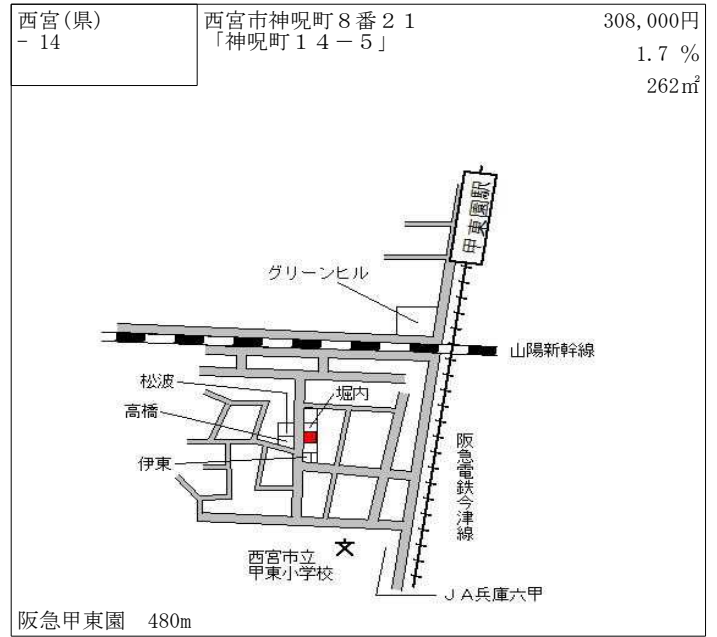 西宮(県)
- 14
西宮市神呪町８番２１
「神呪町１４－５」
308,000円
1.7 %
262㎡
甲東園駅
グリーンヒル
山陽新幹線
松波
堀内
高橋
伊東
阪急電鉄今津線
西宮市立
甲東小学校
ＪＡ兵庫六甲
阪急甲東園　480m